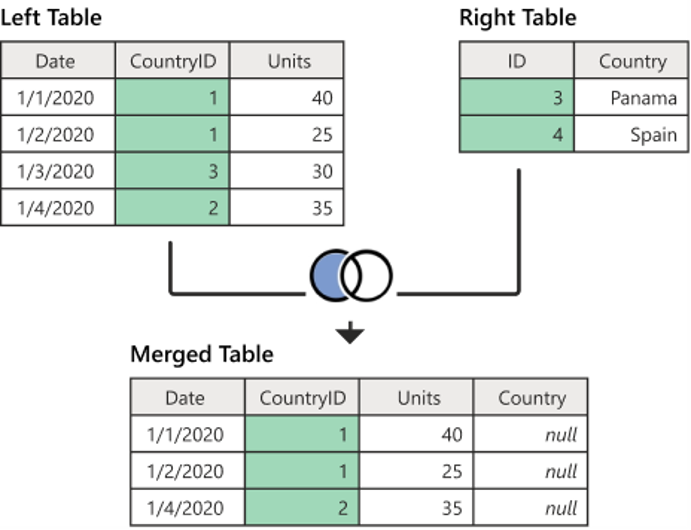 Left Table
Date CountryID Units
1/1/2020 1 40
1/2/2020 1 25
1/3/2020 3 30
1/4/2020 2 35
Right Table
ID Country
3 Panama
4 Spain
Merged Table
Date CountryID Units Country
1/1/2020 1 40 null
1/2/2020 1 25 null
1/4/2020 2 35 null